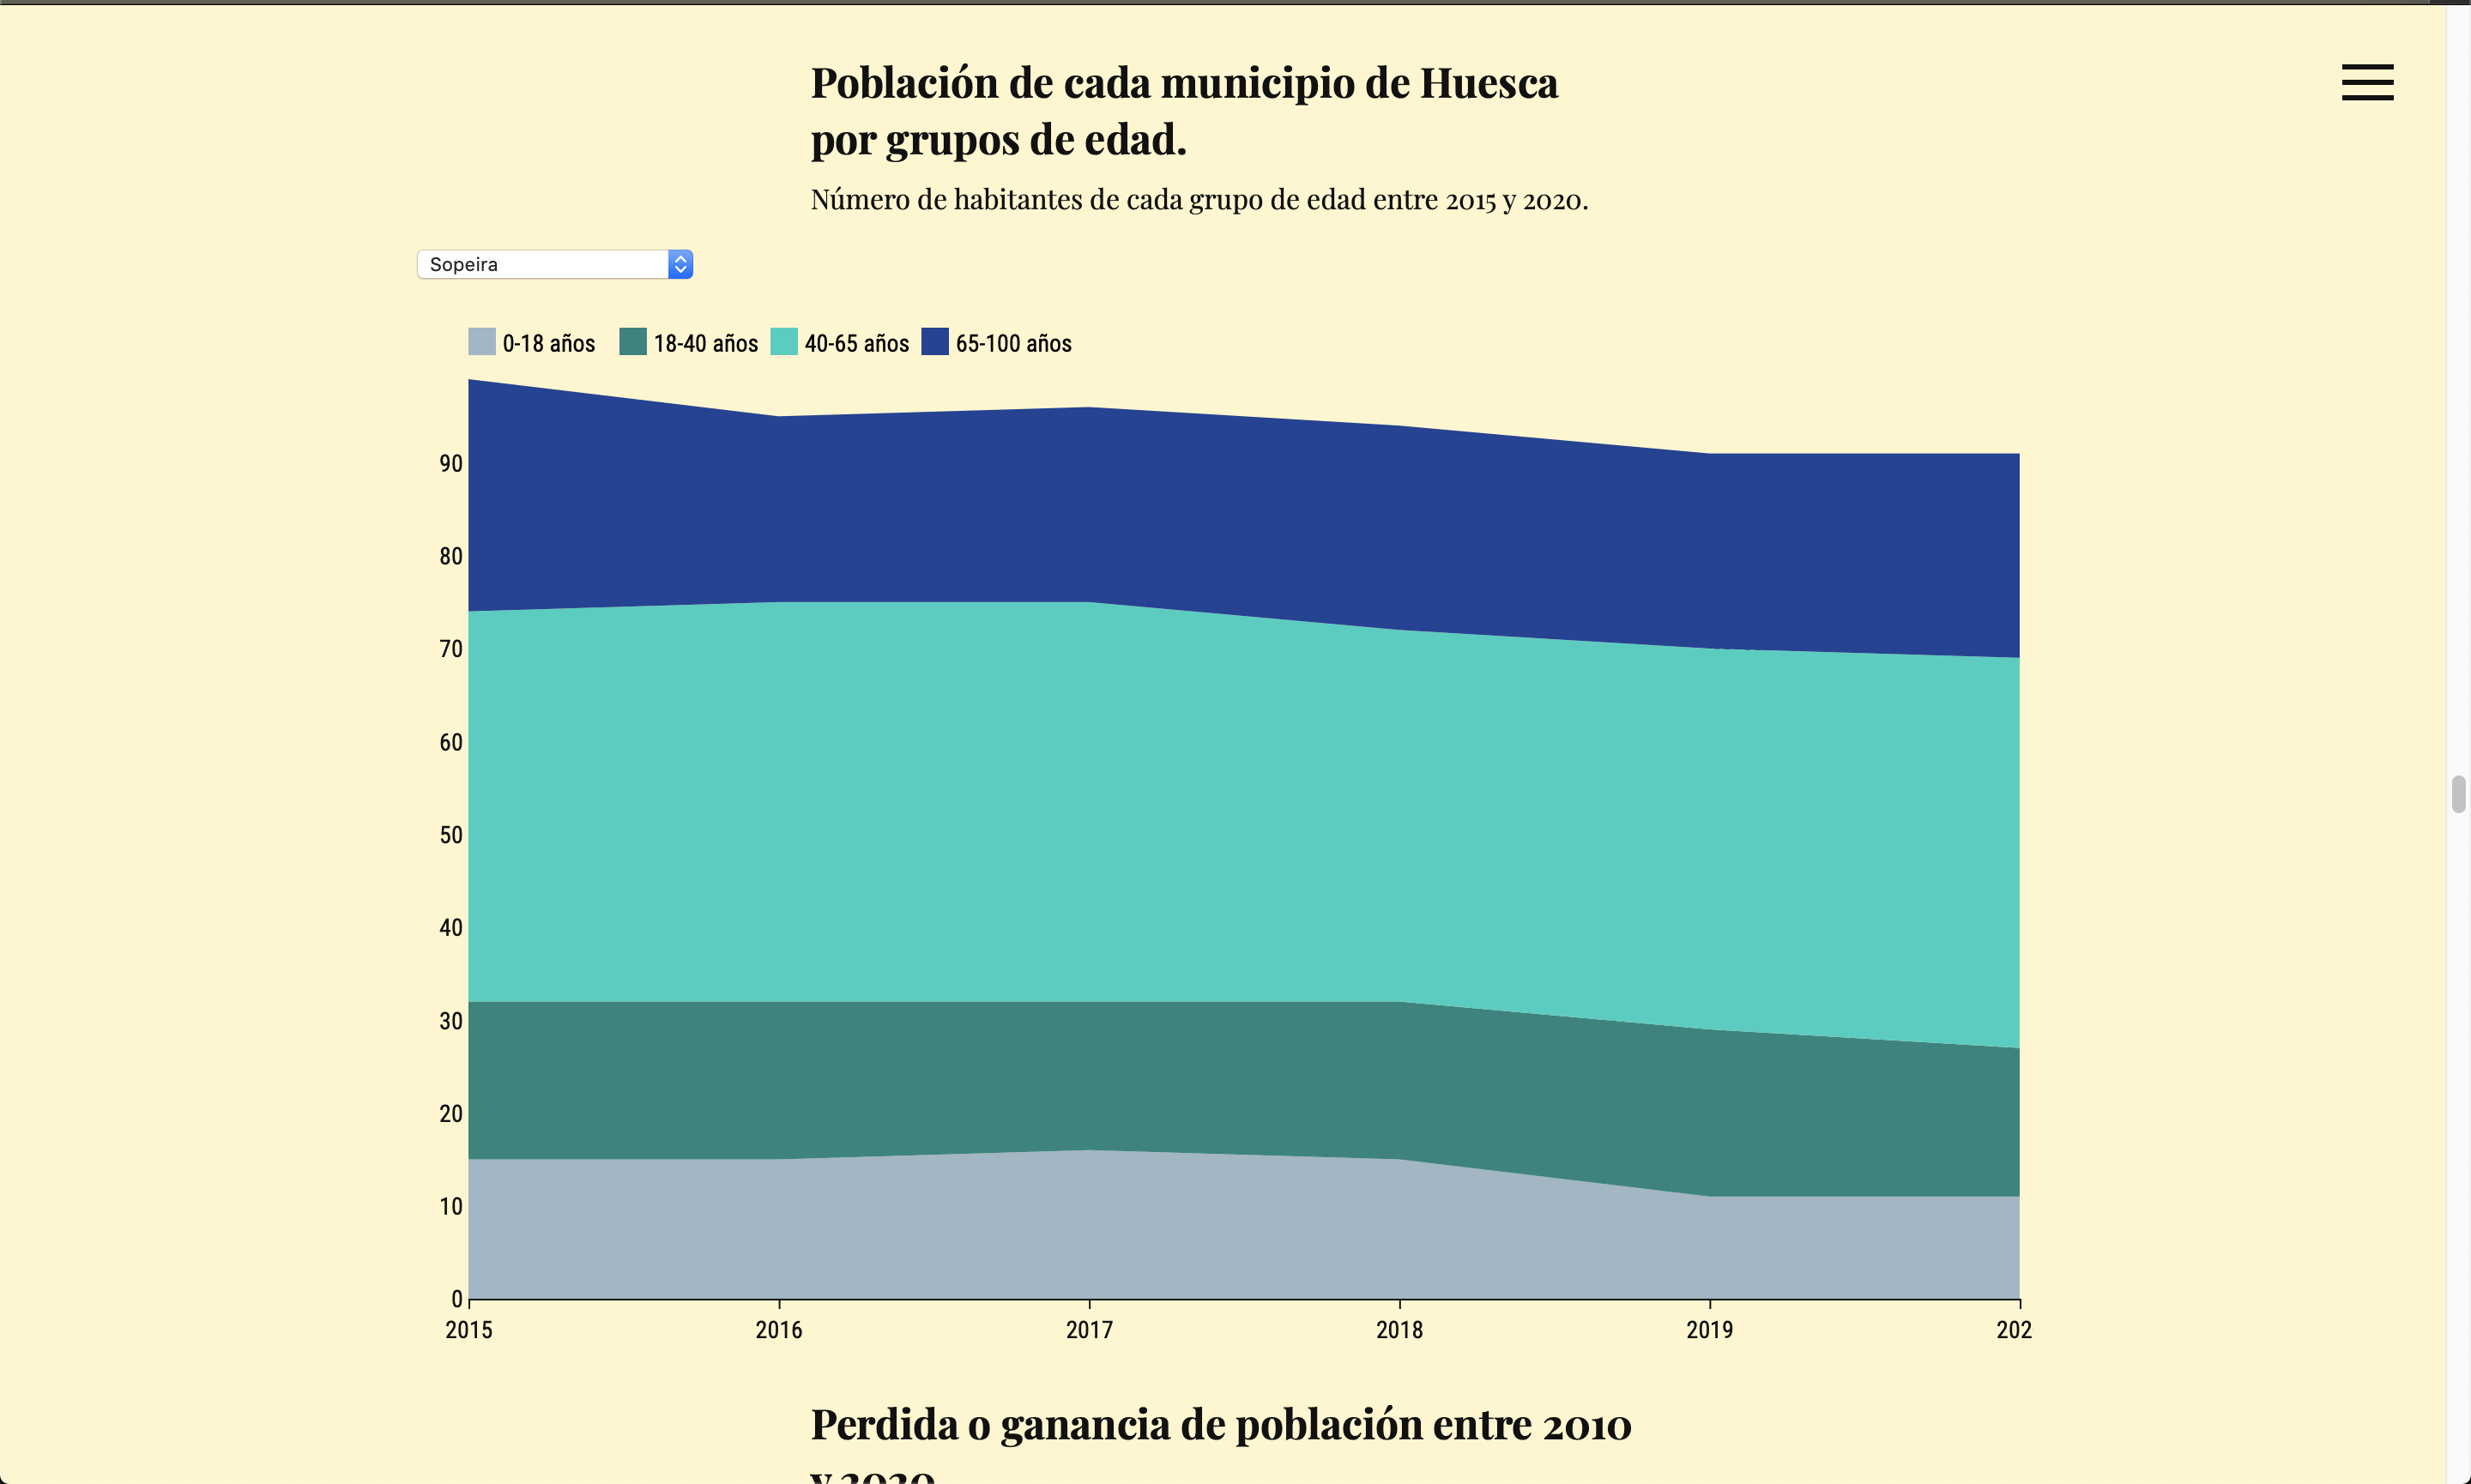 Población de cada municipio de Huesca
por grupos de edad.
Número de habitantes de cada grupo de edad entre 2015 y 2020.
Sopeira
0-18 años 18-40 años 40-65 años 65-100 años
90
80
70
60
50
40
30
20
10
0
2015 2016 2017 2018 2019 202
Perdida o ganancia de población entre 2010
y 2020